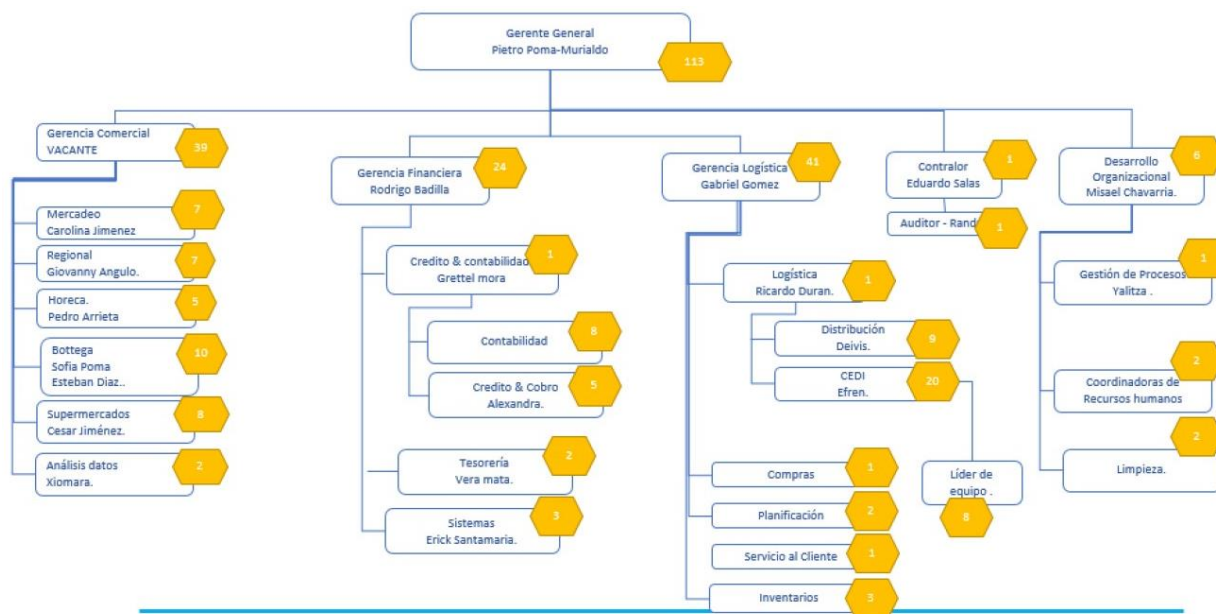 Gerente General
Pietro Poma-Murialdo
113
Gerencia Comercial
VACANTE
39
Mercadeo
Carolina Jimenez
7
Regional
Giovanny Angulo.
7
Horeca.
Pedro Arrieta
5
Bottega
Sofia Poma
Esteban Diaz..
10
Supermercados
Cesar Jiménez.
8
Análisis datos
Xiomara.
2
Gerencia Financiera
Rodrigo Badilla
24
Credito & contabilidad
Grettel mora
1
Contabilidad
8
Credito & Cobro
Alexandra.
5
Tesorería
Vera mata.
2
Sistemas
Erick Santamaria.
3
Gerencia Logística
Gabriel Gomez
41
Logística
Ricardo Duran.
1
Distribución
Deivis.
9
CEDI
Efren.
20
Líder de
equipo .
8
Compras
1
Planificación
2
Servicio al Cliente
1
Inventarios
3
Contralor
Eduardo Salas
1
Auditor -
1
Desarrollo
Organizacional
Misael Chavarria.
6
Gestión de Procesos
Yalitza .
1
Coordinadoras de
Recursos humanos
2
Limpieza.
2